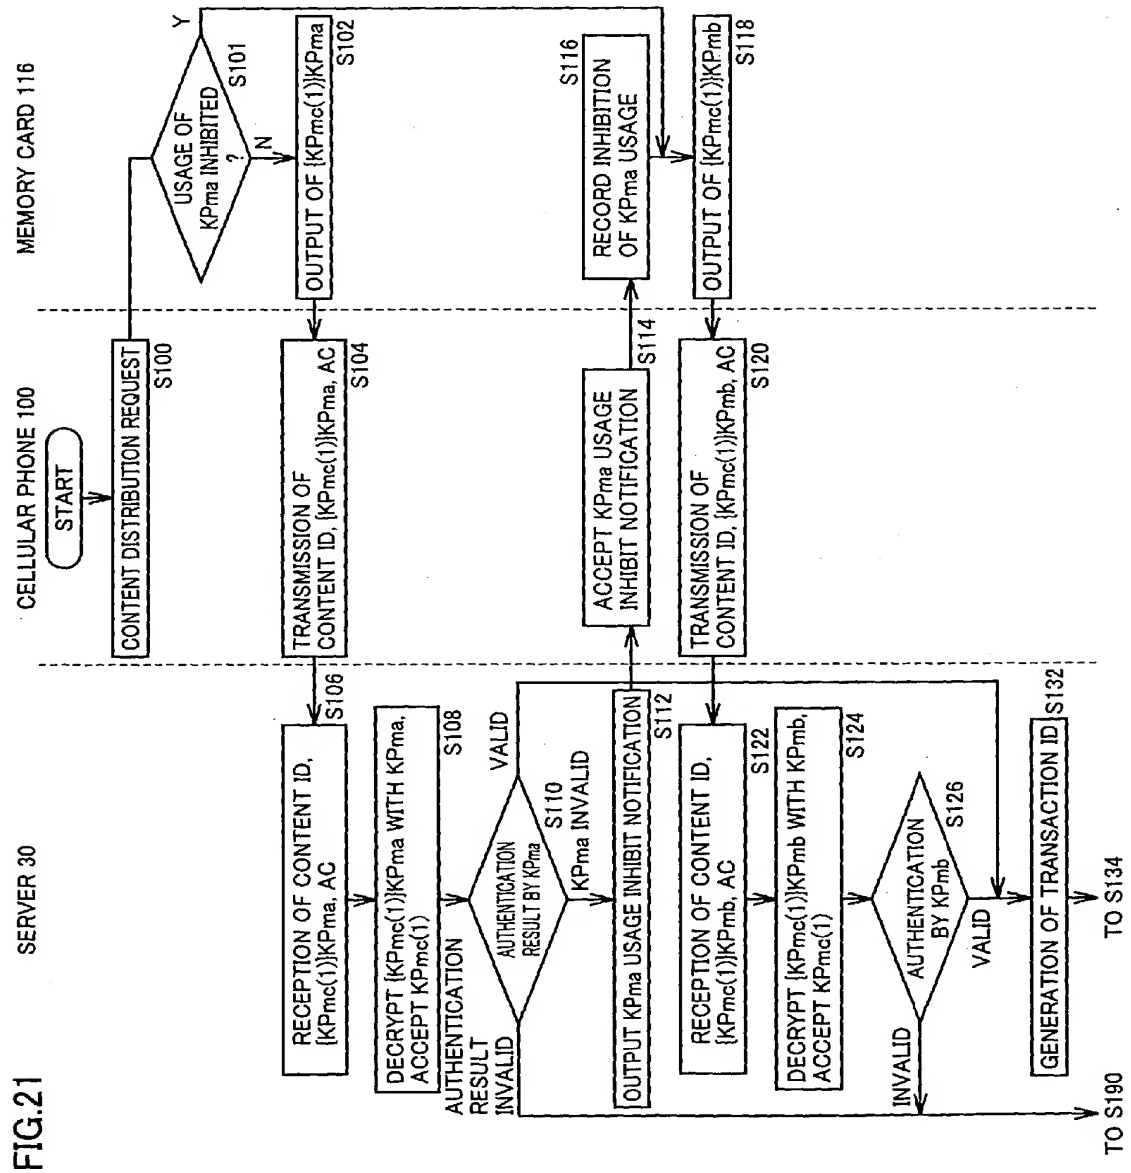 FIG.21
SERVER 30
CELLULAR PHONE 100
MEMORY CARD 116
START
CONTENT DISTRIBUTION REQUEST
S100
USAGE OF
KPma INHIBITED
?
S101
Y
N
OUTPUT OF {KPmc(1)}KPma
S102
TRANSMISSION OF
CONTENT ID, {KPmc(1)}KPma, AC
S104
RECEPTION OF CONTENT ID,
{KPmc(1)}KPma, AC
S106
DECRYPT {KPmc(1)}KPma WITH KPma,
ACCEPT KPmc(1)
S108
AUTHENTICATION
RESULT BY KPma
S110
VALID
KPma INVALID
AUTHENTICATION
RESULT
INVALID
OUTPUT KPma USAGE INHIBIT NOTIFICATION
S112
ACCEPT KPma USAGE
INHIBIT NOTIFICATION
S114
RECORD INHIBITION
OF KPma USAGE
S116
OUTPUT OF {KPmc(1)}KPmb
S118
TRANSMISSION OF
CONTENT ID, {KPmc(1)}KPmb, AC
S120
RECEPTION OF CONTENT ID,
{KPmc(1)}KPmb, AC
S122
DECRYPT {KPmc(1)}KPmb WITH KPmb,
ACCEPT KPmc(1)
S124
AUTHENTICATION
BY KPmb
S126
INVALID
VALID
GENERATION OF TRANSACTION ID
S132
TO S190
TO S134